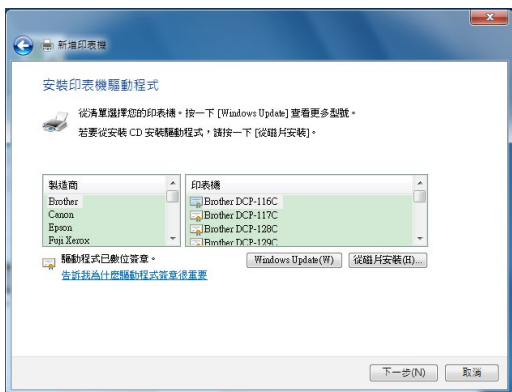 新增印表機
安裝印表機驅動程式
從清單選擇您的印表機。按一下 [Windows Update] 查看更多型號。
若要從安裝 CD 安裝驅動程式，請按一下 [從磁片安裝]。
製造商
Brother
Canon
Epson
Fuji Xerox
印表機
Brother DCP-116C
Brother DCP-117C
Brother DCP-128C
Brother DCP-129C
驅動程式已數位簽章。
告訴我為什麼驅動程式簽章很重要
Windows Update(W)
從磁片安裝(H)...
下一步(N)
取消